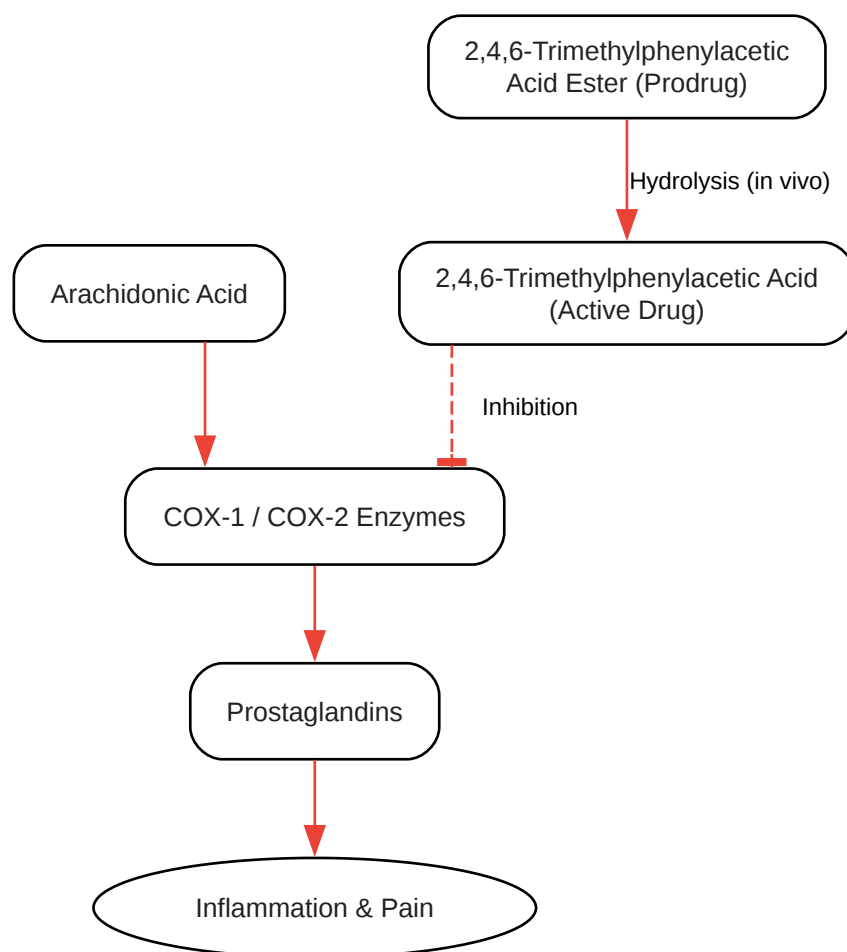 2,4,6-Trimethylphenylacetic
Acid Ester (Prodrug)
Hydrolysis (in vivo)
Arachidonic Acid
2,4,6-Trimethylphenylacetic Acid
(Active Drug)
Inhibition
COX-1 / COX-2 Enzymes
Prostaglandins
Inflammation & Pain